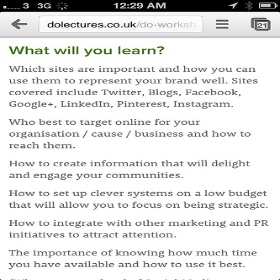 3 3G 12:29 AM
dolectures.co.uk/do-worksh 21
What will you learn?
Which sites are important and how you can
use them to represent your brand well. Sites
covered include Twitter, Blogs, Facebook,
Google+, LinkedIn, Pinterest, Instagram.
Who best to target online for your
organisation / cause / business and how to
reach them.
How to create information that will delight
and engage your communities.
How to set up clever systems on a low budget
that will allow you to focus on being strategic.
How to integrate with other marketing and PR
initiatives to attract attention.
The importance of knowing how much time
you have available and how to use it best.